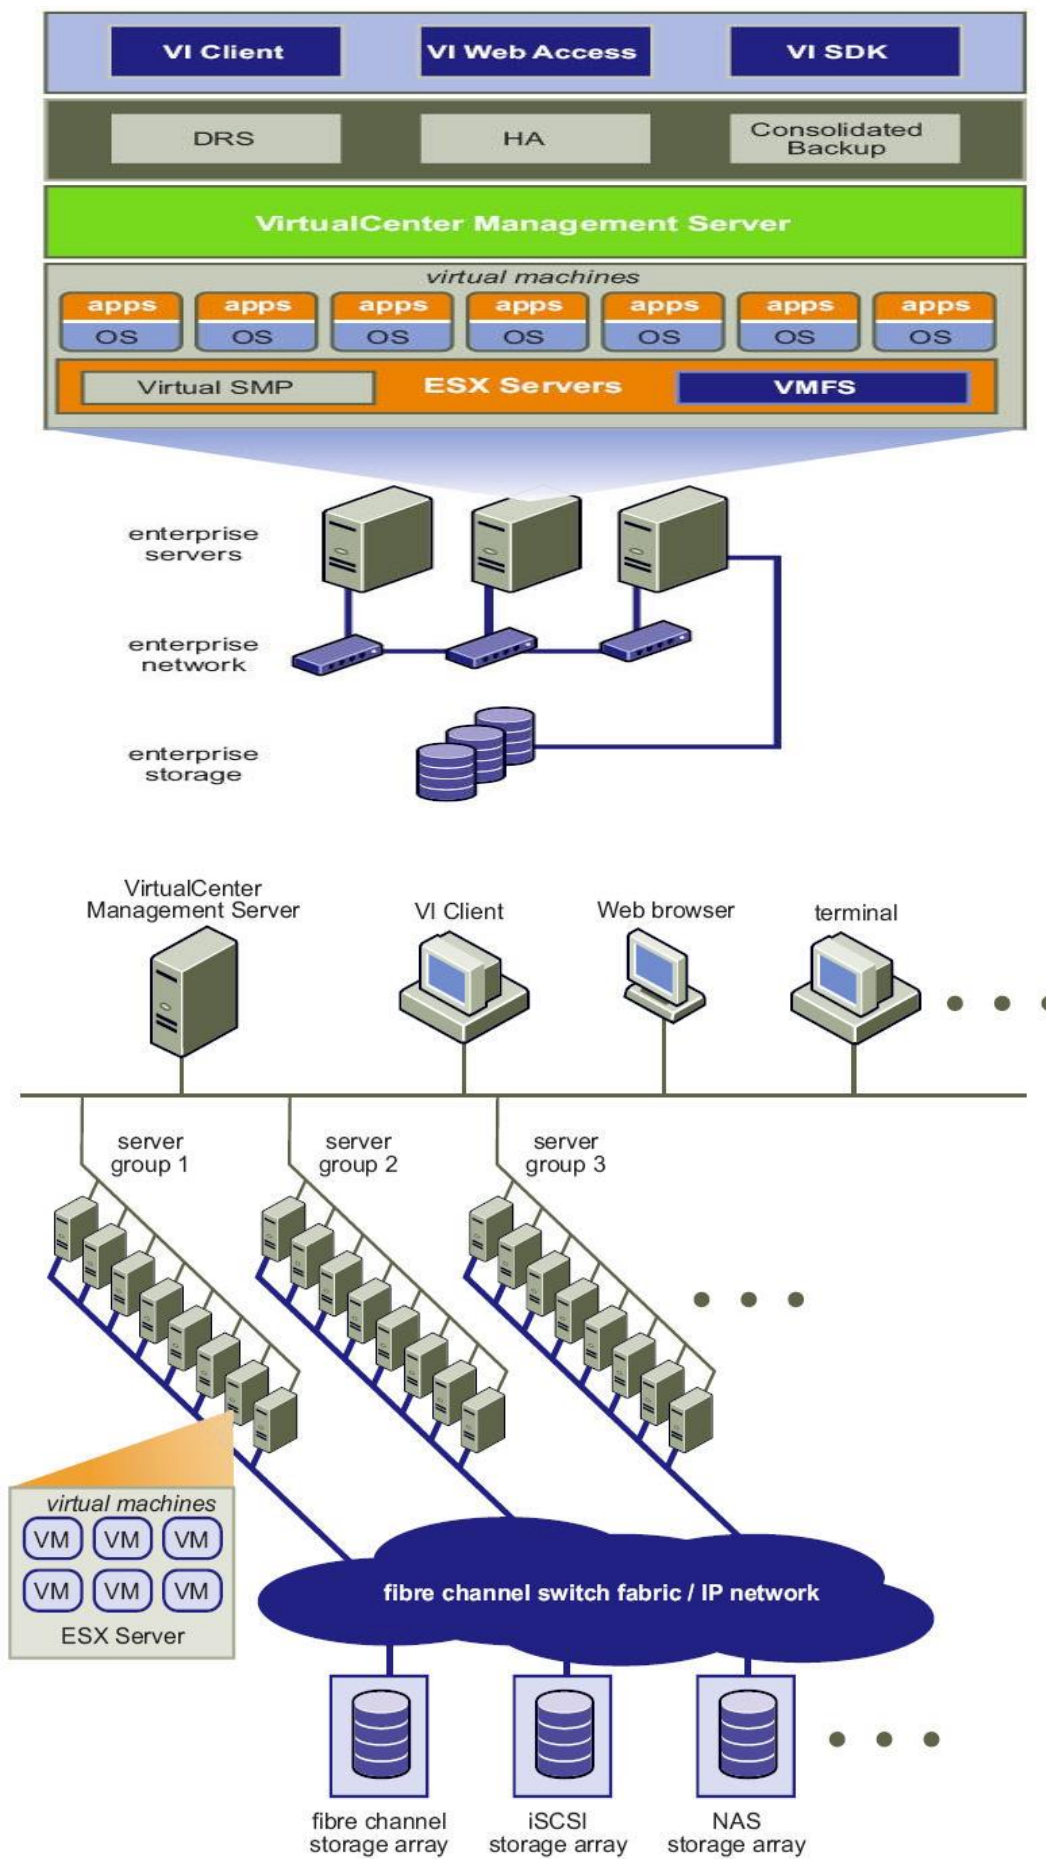 VI Client
VI Web Access
VI SDK
DRS
HA
Consolidated
Backup
VirtualCenter Management Server
virtual machines
apps
apps
apps
apps
apps
apps
apps
OS
OS
OS
OS
OS
OS
OS
Virtual SMP
ESX Servers
VMFS
enterprise
servers
enterprise
network
enterprise
storage
VirtualCenter
Management Server
VI Client
Web browser
terminal
server
group 1
server
group 2
server
group 3
virtual machines
VM
VM
VM
VM
VM
VM
ESX Server
fibre channel switch fabric / IP network
fibre channel
storage array
iSCSI
storage array
NAS
storage array